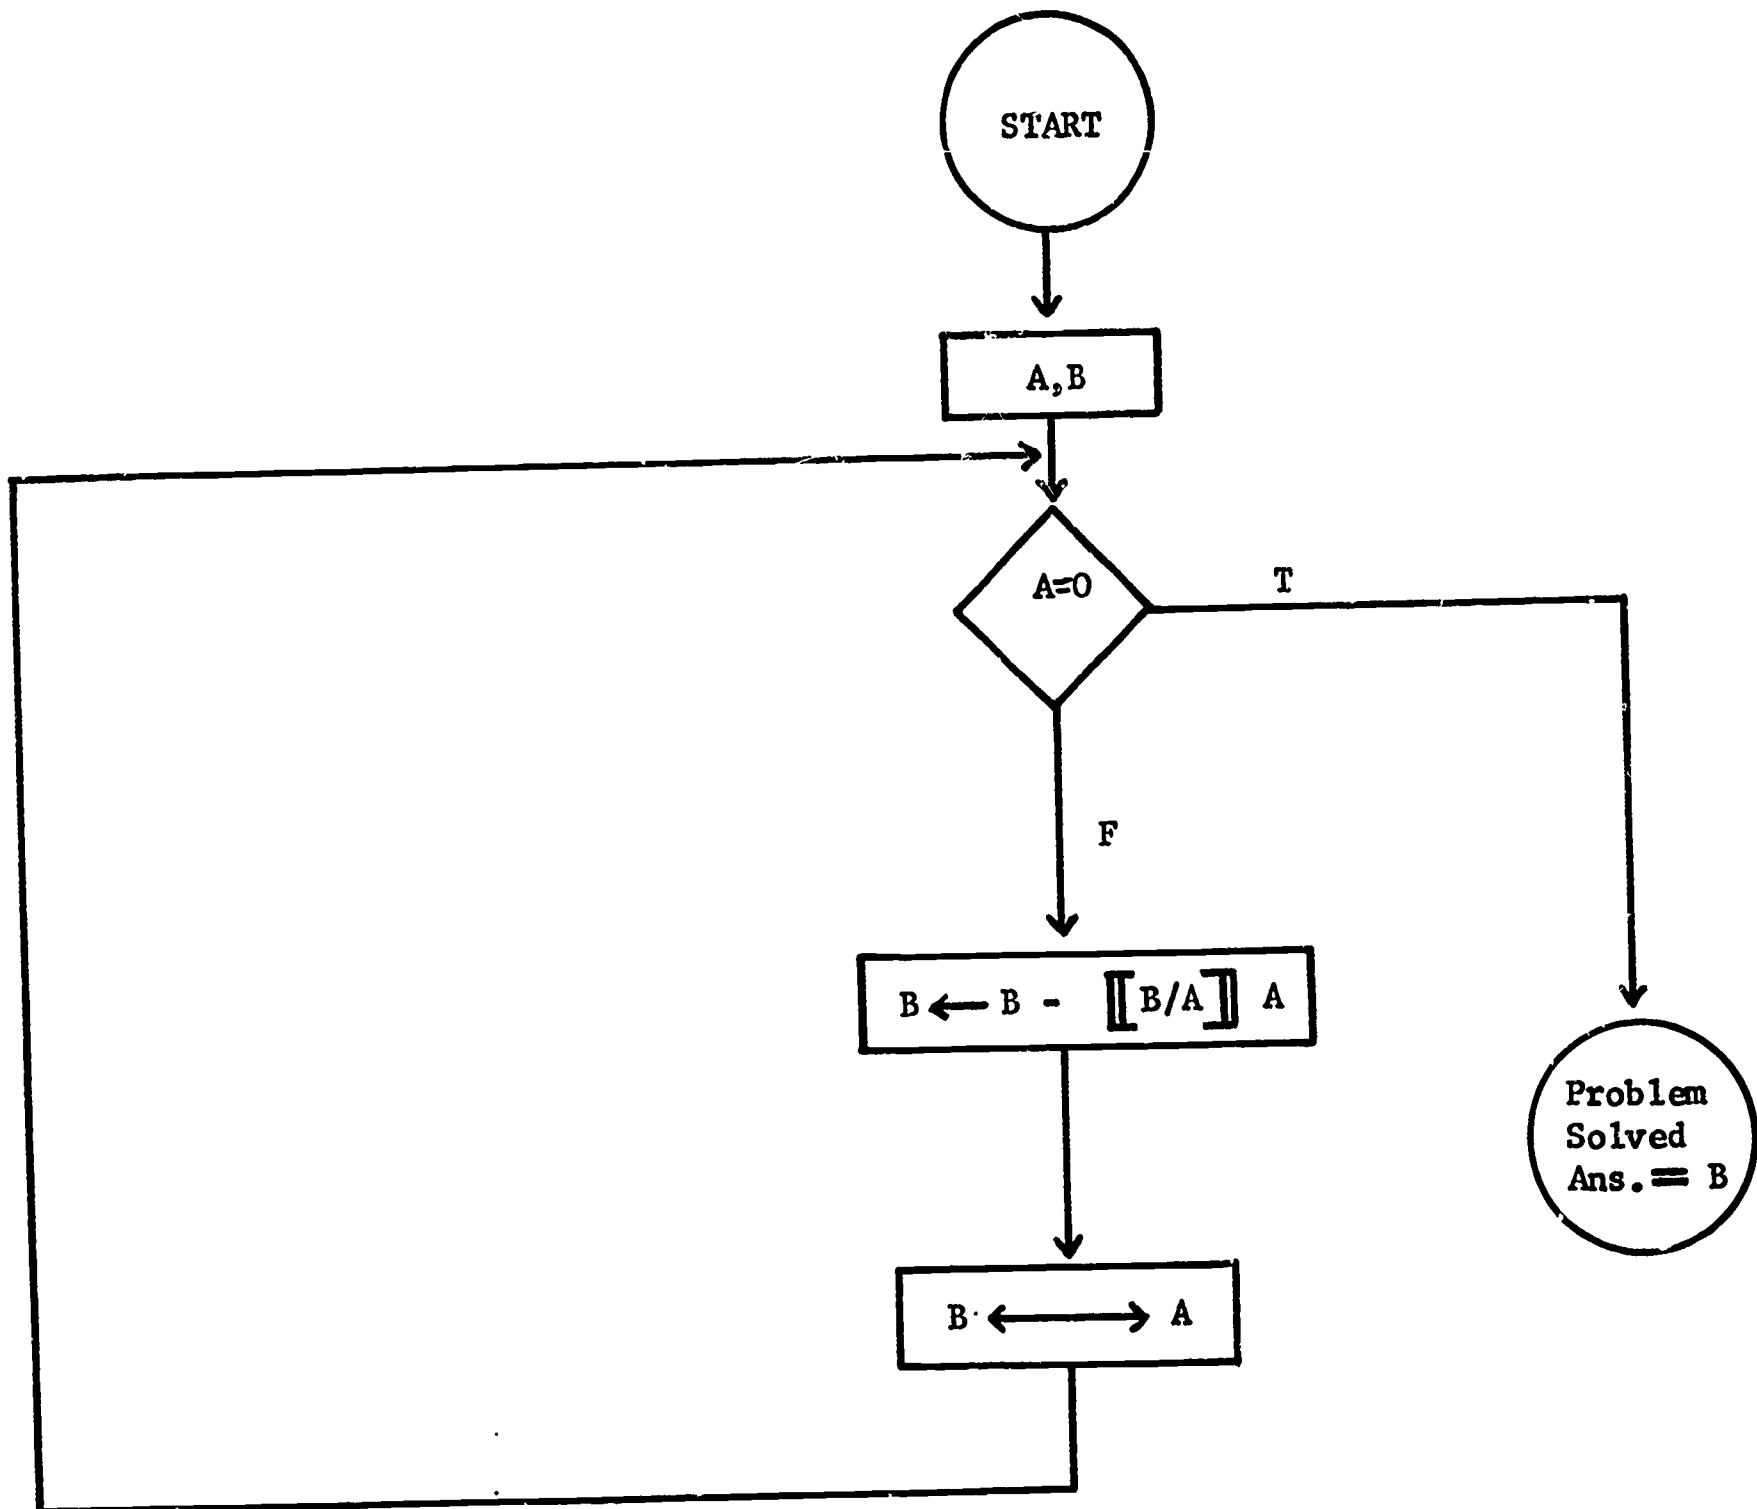 START
A,B
A=0
T
F
B ← B - ⟦B/A⟧ A
Problem
Solved
Ans. = B
B ↔ A